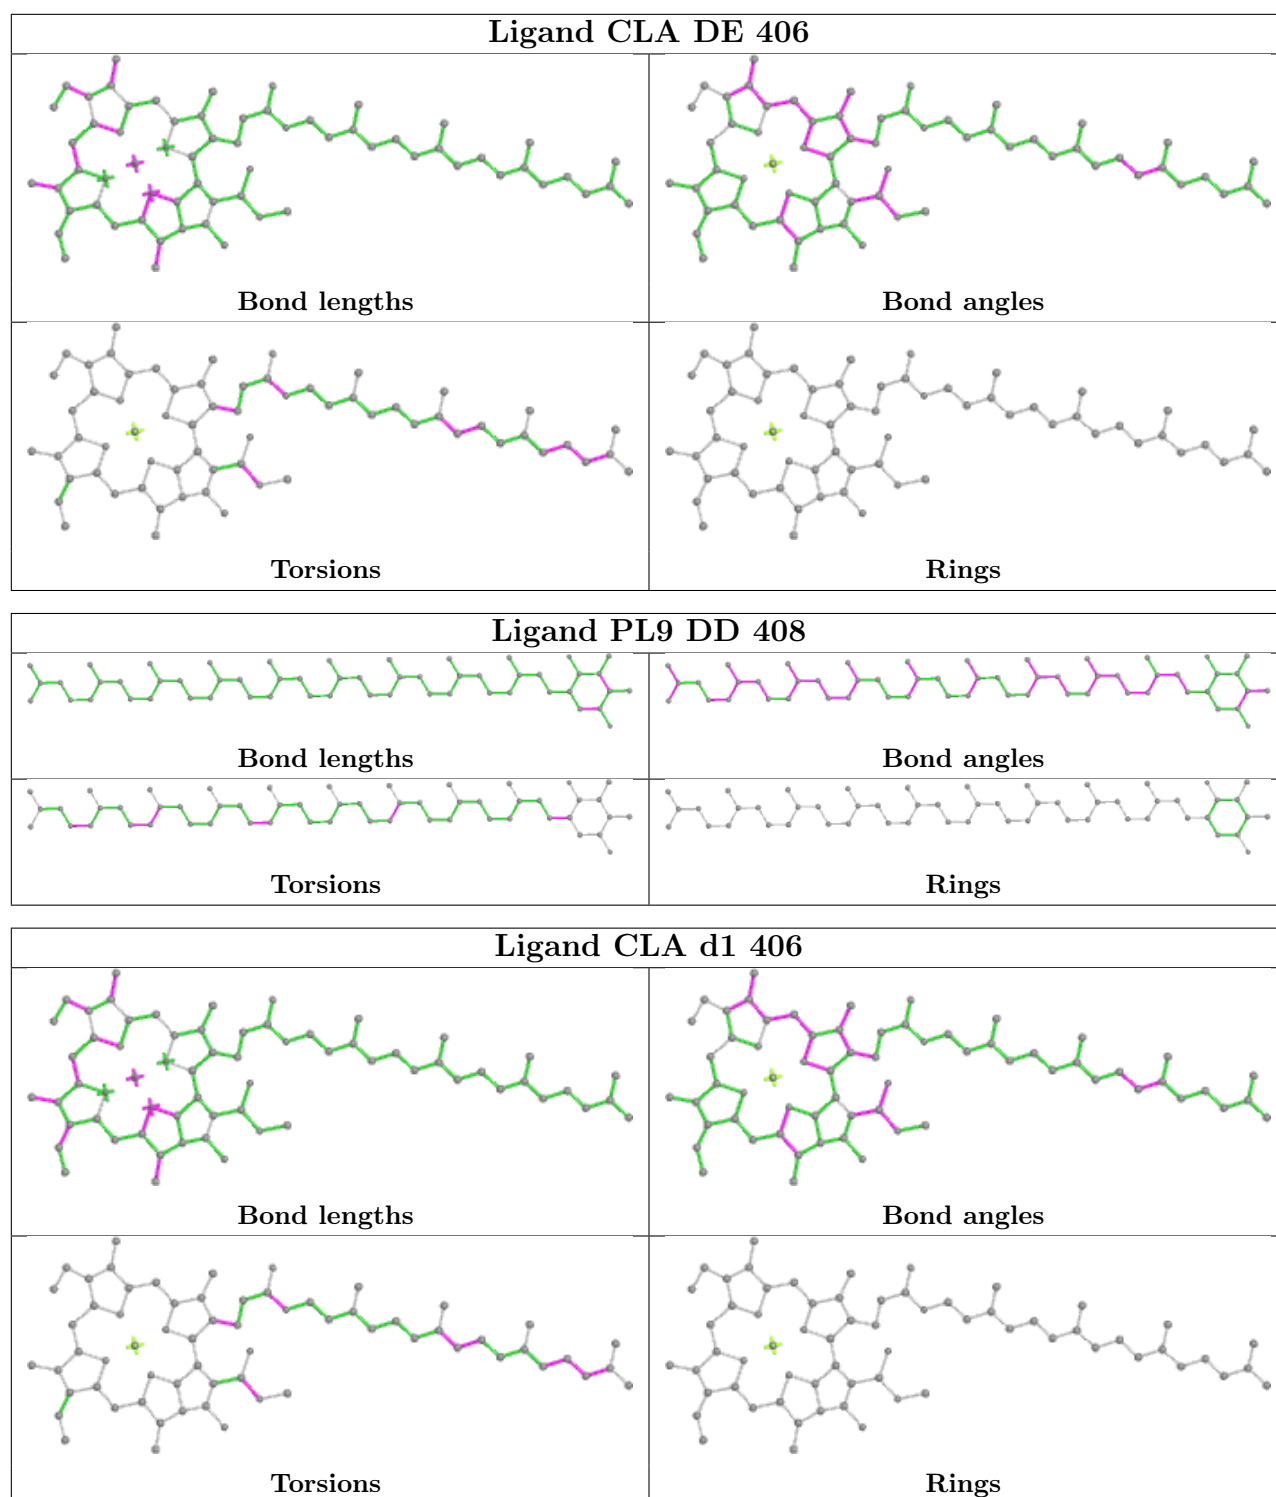 Ligand CLA DE 406
Bond lengths
Bond angles
Torsions
Rings
Ligand PL9 DD 408
Bond lengths
Bond angles
Torsions
Rings
Ligand CLA d1 406
Bond lengths
Bond angles
Torsions
Rings